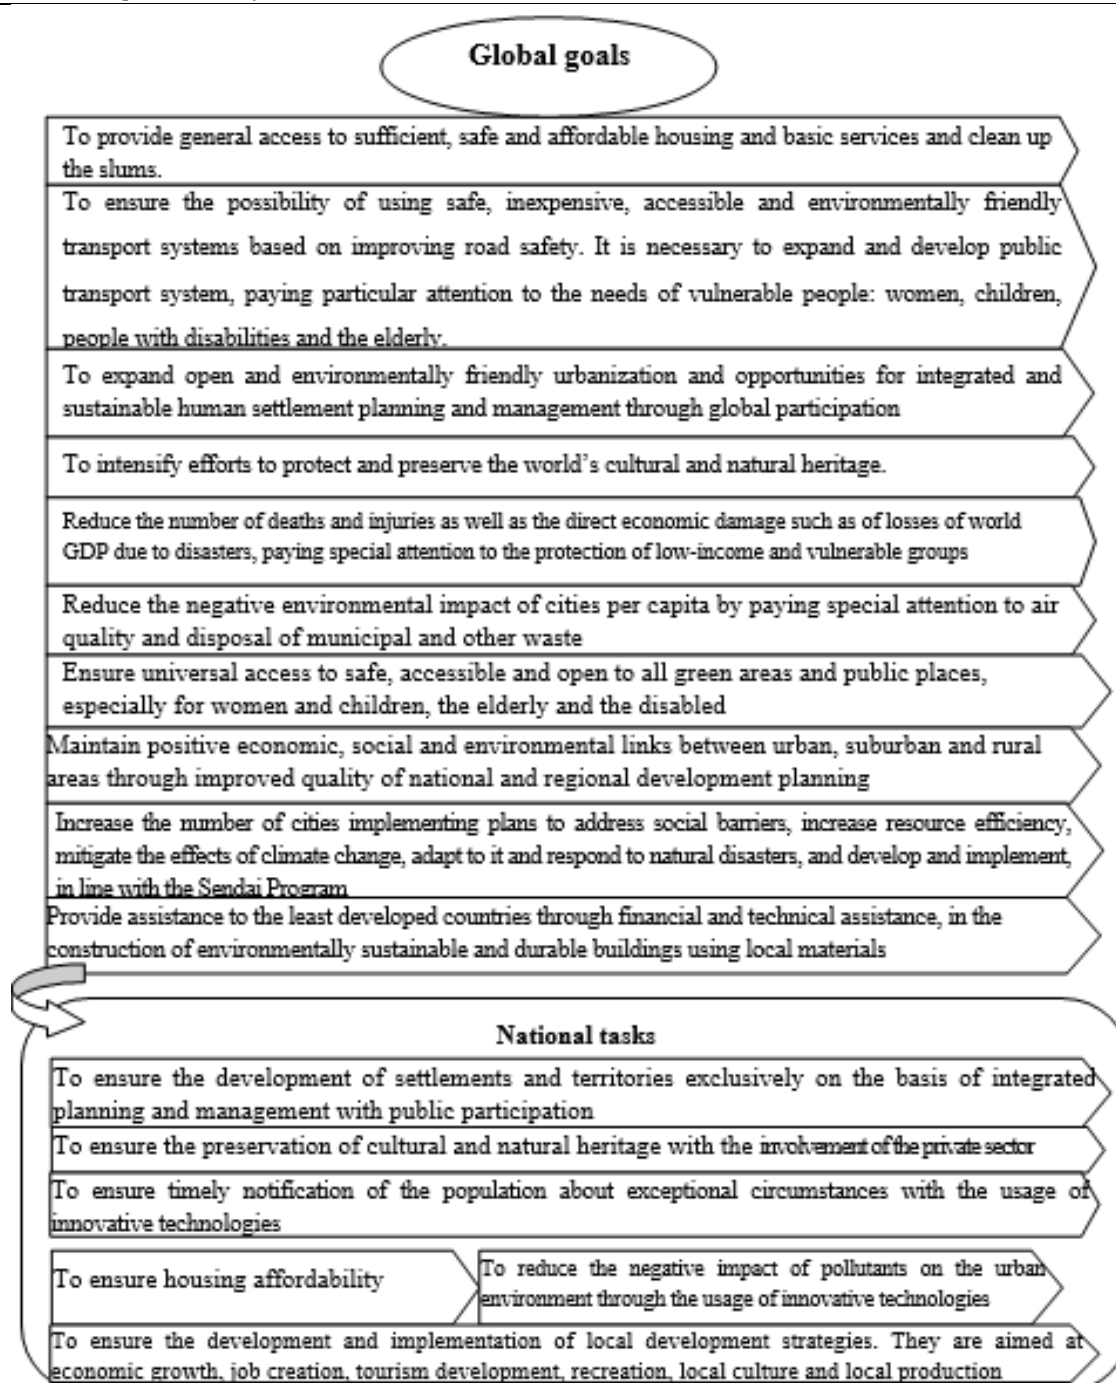 Global goals
To provide general access to sufficient, safe and affordable housing and basic services and clean up
the slums.
To ensure the possibility of using safe, inexpensive, accessible and environmentally friendly
transport systems based on improving road safety. It is necessary to expand and develop public
transport system, paying particular attention to the needs of vulnerable people: women, children,
people with disabilities and the elderly.
To expand open and environmentally friendly urbanization and opportunities for integrated and
sustainable human settlement planning and management through global participation
To intensify efforts to protect and preserve the world's cultural and natural heritage.
Reduce the number of deaths and injuries as well as the direct economic damage such as of losses of world
GDP due to disasters, paying special attention to the protection of low-income and vulnerable groups
Reduce the negative environmental impact of cities per capita by paying special attention to air
quality and disposal of municipal and other waste
Ensure universal access to safe, accessible and open to all green areas and public places,
especially for women and children, the elderly and the disabled
Maintain positive economic, social and environmental links between urban, suburban and rural
areas through improved quality of national and regional development planning
Increase the number of cities implementing plans to address social barriers, increase resource efficiency,
mitigate the effects of climate change, adapt to it and respond to natural disasters, and develop and implement,
in line with the Sendai Program
Provide assistance to the least developed countries through financial and technical assistance, in the
construction of environmentally sustainable and durable buildings using local materials
National tasks
To ensure the development of settlements and territories exclusively on the basis of integrated
planning and management with public participation
To ensure the preservation of cultural and natural heritage with the involvement of the private sector
To ensure timely notification of the population about exceptional circumstances with the usage of
innovative technologies
To ensure housing affordability
To reduce the negative impact of pollutants on the urban
environment through the usage of innovative technologies
To ensure the development and implementation of local development strategies. They are aimed at
economic growth, job creation, tourism development, recreation, local culture and local production